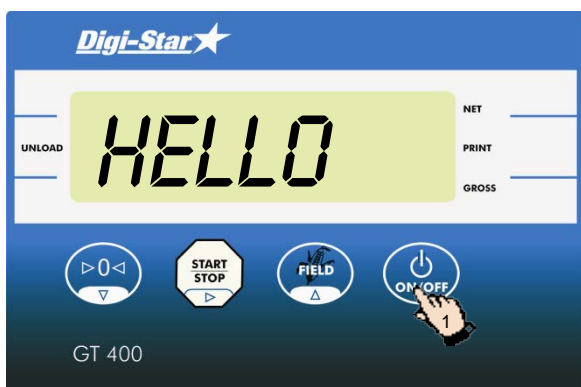 Digi-Star
HELLO
UNLOAD
NET
PRINT
GROSS
▷0◁
START
STOP
FIELD
ON/OFF
1
GT 400